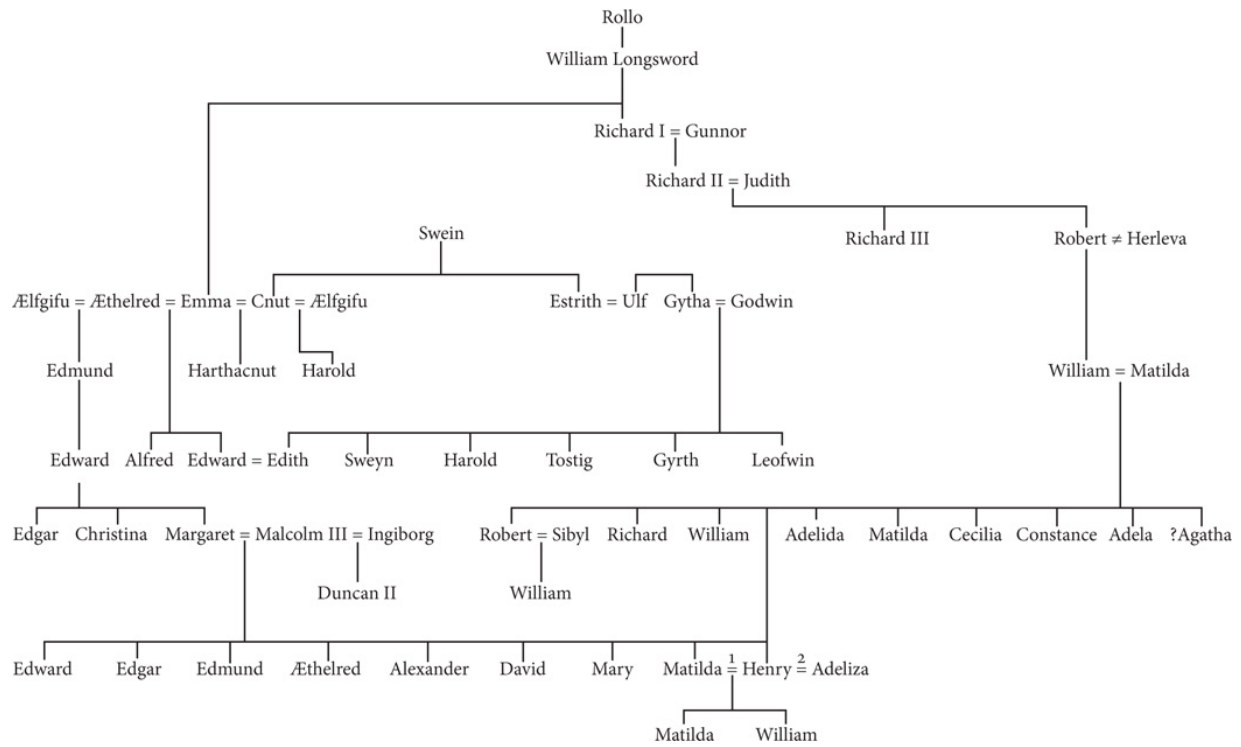 Rollo
William Longsword
Richard I = Gunnor
Richard II = Judith
Swein
Richard III
Robert ≠ Herleva
Ælfgifu = Æthelred = Emma = Cnut = Ælfgifu
Estrith = Ulf
Gytha = Godwin
Edmund
Harthacnut
Harold
William = Matilda
Edward
Alfred
Edward = Edith
Sweyn
Harold
Tostig
Gyrth
Leofwin
Edgar
Christina
Margaret = Malcolm III = Ingiborg
Robert = Sibyl
Richard
William
Adelida
Matilda
Cecilia
Constance
Adela
?Agatha
Duncan II
William
Edward
Edgar
Edmund
Æthelred
Alexander
David
Mary
Matilda 1= Henry 2= Adeliza
Matilda
William